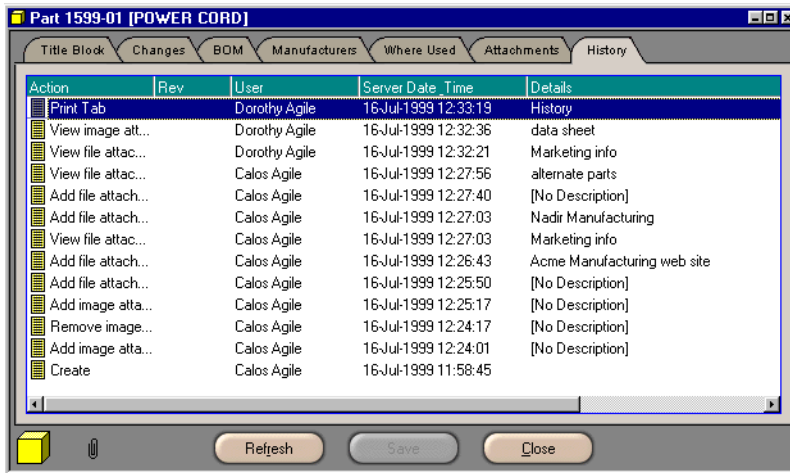 Part 1599-01 [POWER CORD]
Title Block Changes BOM Manufacturers Where Used Attachments History
Action Rev User Server Date_Time Details
Print Tab Dorothy Agile 16-Jul-1999 12:33:19 History
View image att... Dorothy Agile 16-Jul-1999 12:32:36 data sheet
View file attac... Dorothy Agile 16-Jul-1999 12:32:21 Marketing info
View file attac... Calos Agile 16-Jul-1999 12:27:56 alternate parts
Add file attach... Calos Agile 16-Jul-1999 12:27:40 [No Description]
Add file attach... Calos Agile 16-Jul-1999 12:27:03 Nadir Manufacturing
View file attac... Calos Agile 16-Jul-1999 12:27:03 Marketing info
Add file attach... Calos Agile 16-Jul-1999 12:26:43 Acme Manufacturing web site
Add file attach... Calos Agile 16-Jul-1999 12:25:50 [No Description]
Add image atta... Calos Agile 16-Jul-1999 12:25:17 [No Description]
Remove image... Calos Agile 16-Jul-1999 12:24:17 [No Description]
Add image atta... Calos Agile 16-Jul-1999 12:24:01 [No Description]
Create Calos Agile 16-Jul-1999 11:58:45
Refresh Save Close